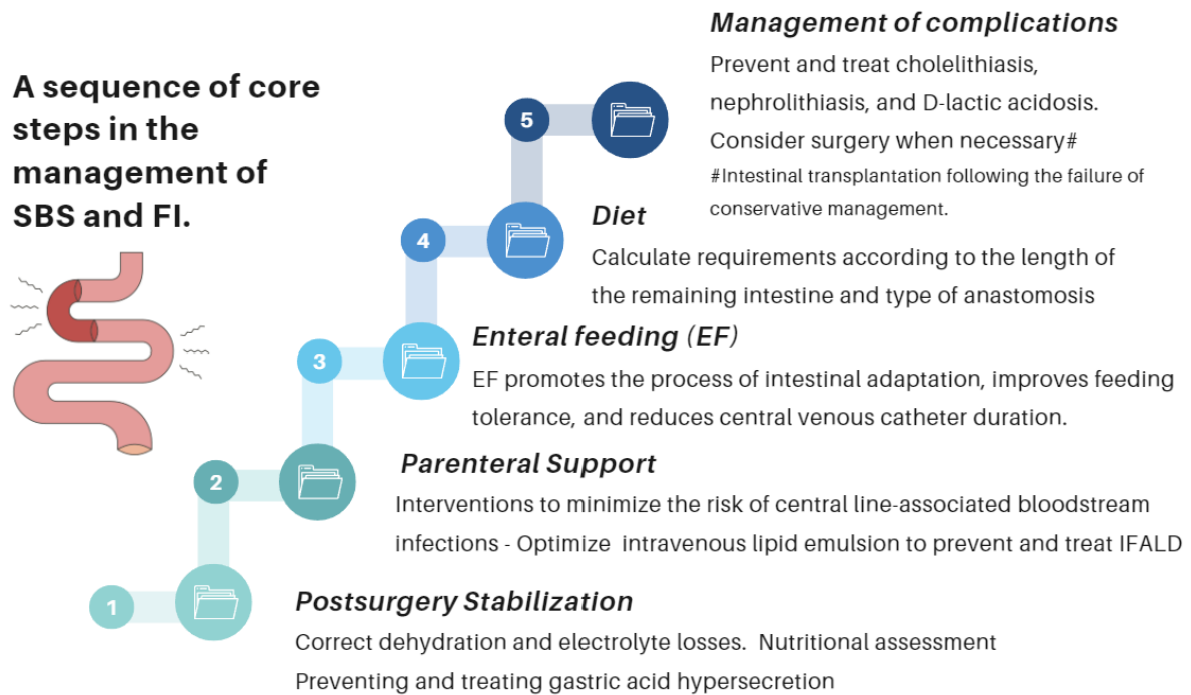 A sequence of core
steps in the
management of
SBS and FI.
5
Management of complications
Prevent and treat cholelithiasis,
nephrolithiasis, and D-lactic acidosis.
Consider surgery when necessary#
#Intestinal transplantation following the failure of
conservative management.
4
Diet
Calculate requirements according to the length of
the remaining intestine and type of anastomosis
3
Enteral feeding (EF)
EF promotes the process of intestinal adaptation, improves feeding
tolerance, and reduces central venous catheter duration.
2
Parenteral Support
Interventions to minimize the risk of central line-associated bloodstream
infections - Optimize intravenous lipid emulsion to prevent and treat IFALD
1
Postsurgery Stabilization
Correct dehydration and electrolyte losses. Nutritional assessment
Preventing and treating gastric acid hypersecretion